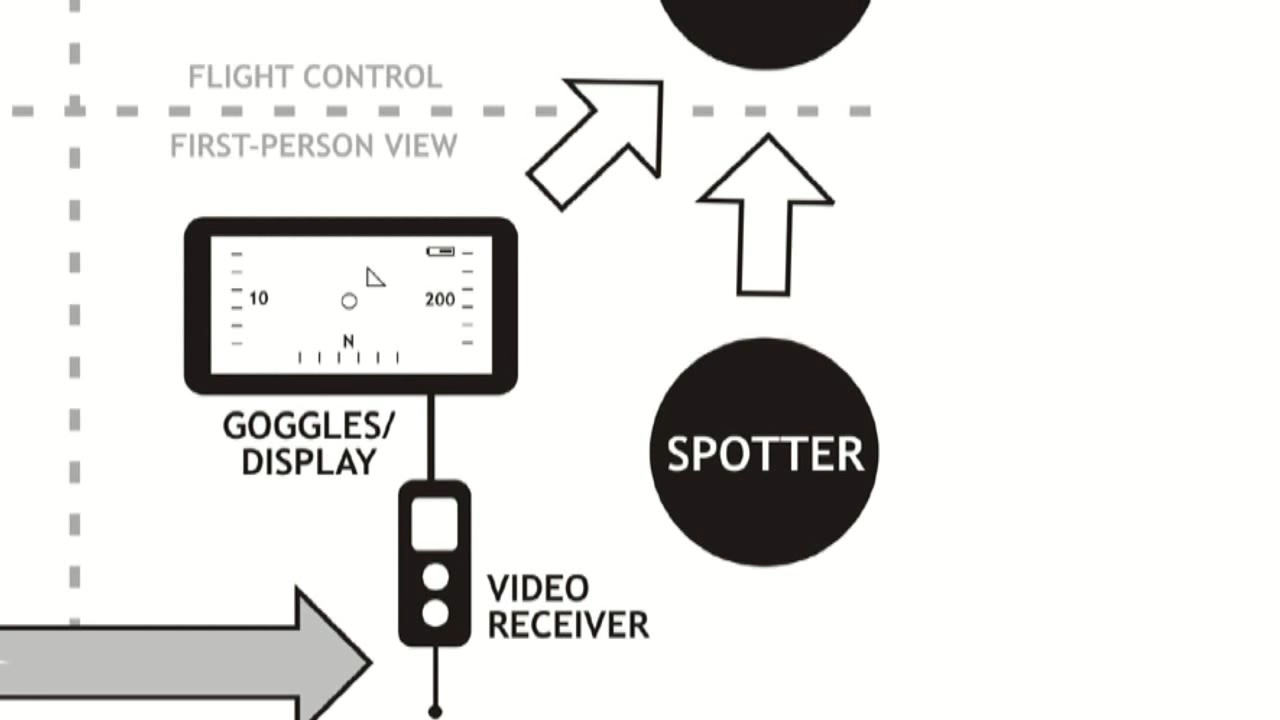 FLIGHT CONTROL
FIRST-PERSON VIEW
10
200
N
GOGGLES/
DISPLAY
SPOTTER
VIDEO
RECEIVER